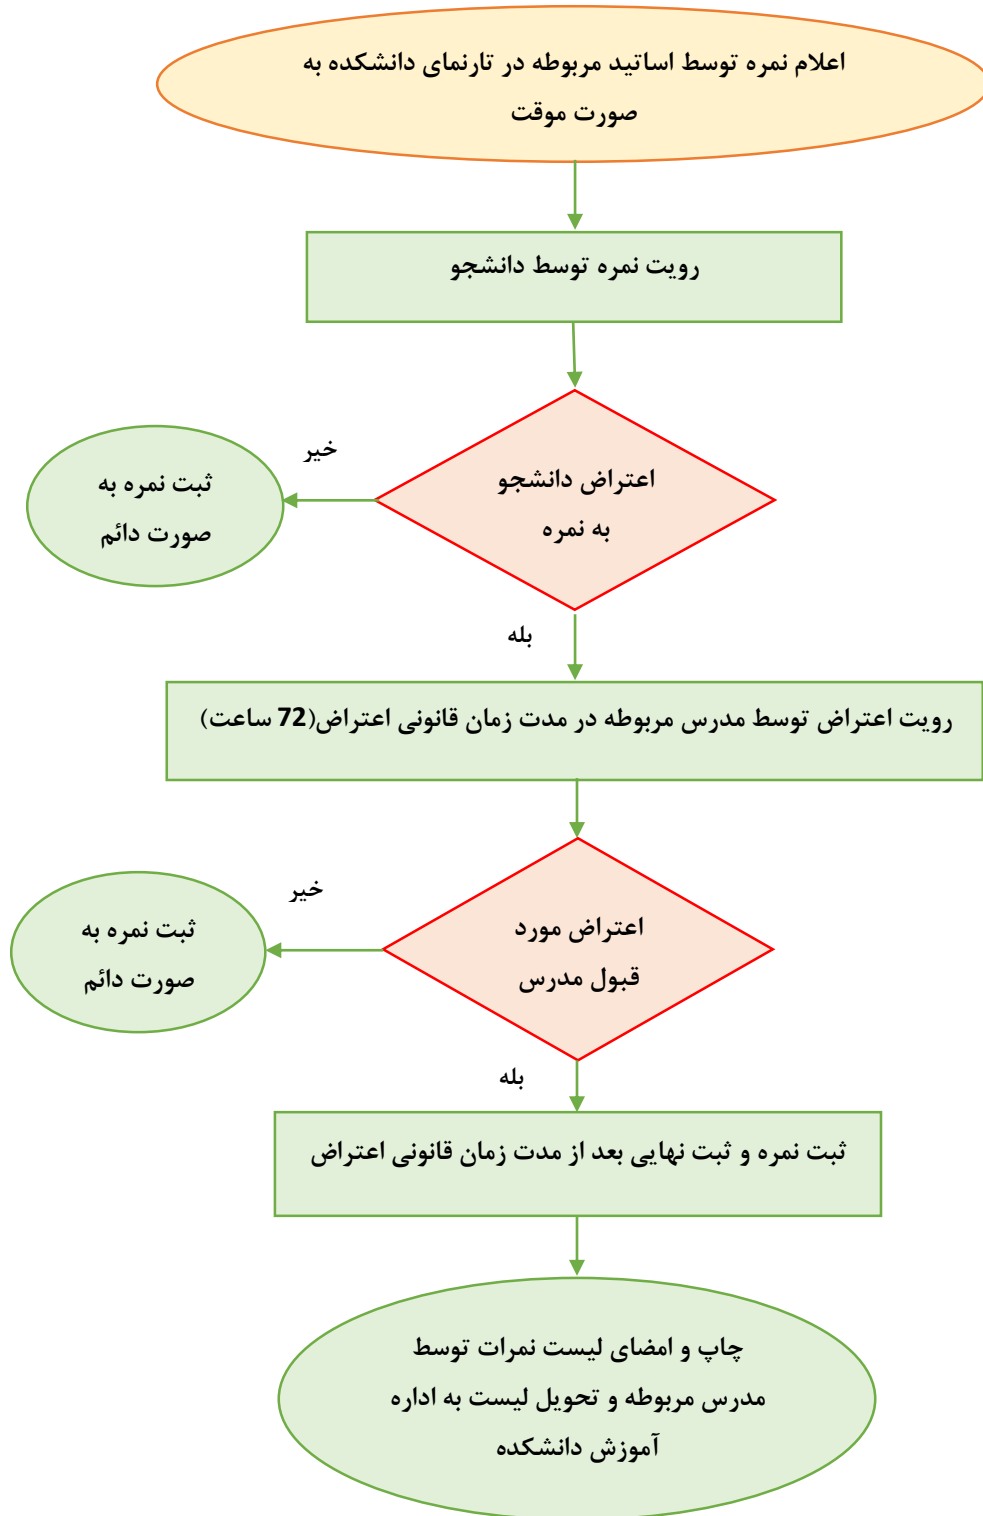 اعلام نمره توسط اساتید مربوطه در تارنمای دانشکده به
صورت موقت
رویت نمره توسط دانشجو
اعتراض دانشجو
به نمره
خیر
ثبت نمره به
صورت دائم
بله
رویت اعتراض توسط مدرس مربوطه در مدت زمان قانونی اعتراض(72 ساعت)
اعتراض مورد
قبول مدرس
خیر
ثبت نمره به
صورت دائم
بله
ثبت نمره و ثبت نهایی بعد از مدت زمان قانونی اعتراض
چاپ و امضای لیست نمرات توسط
مدرس مربوطه و تحویل لیست به اداره
آموزش دانشکده